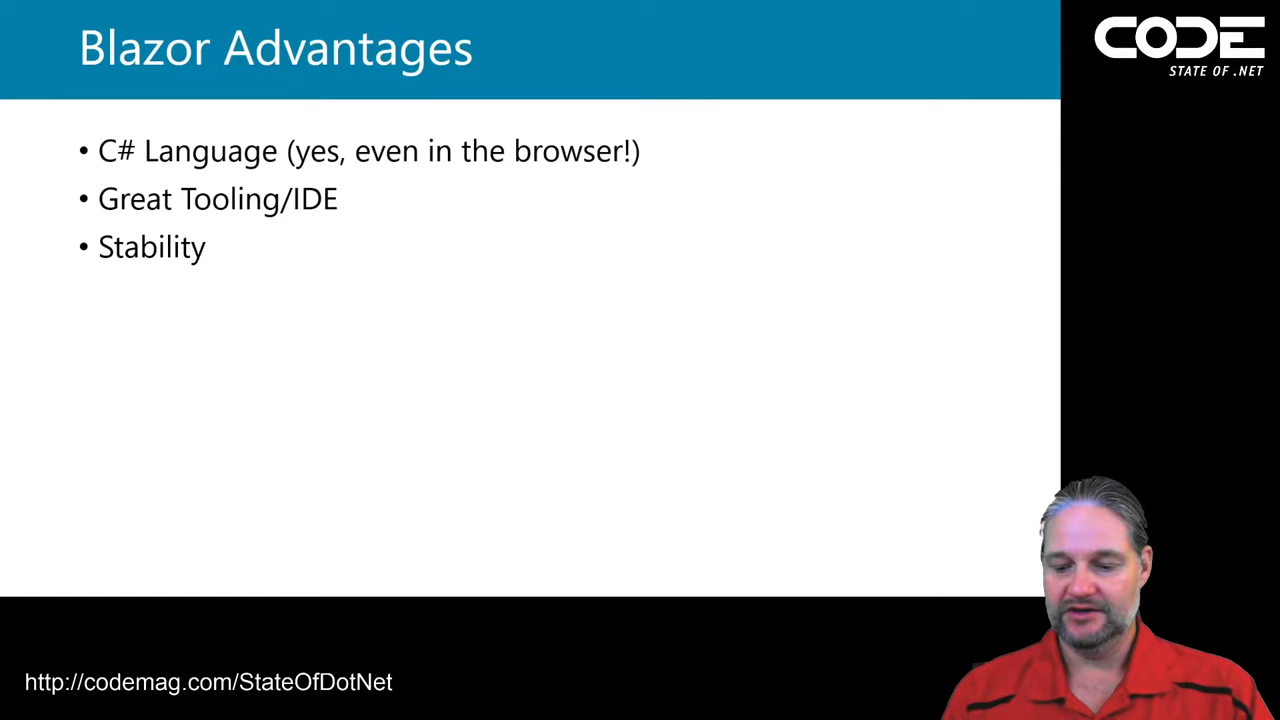 Blazor Advantages
CODE
STATE OF .NET
• C# Language (yes, even in the browser!)
• Great Tooling/IDE
• Stability
http://codemag.com/StateOfDotNet